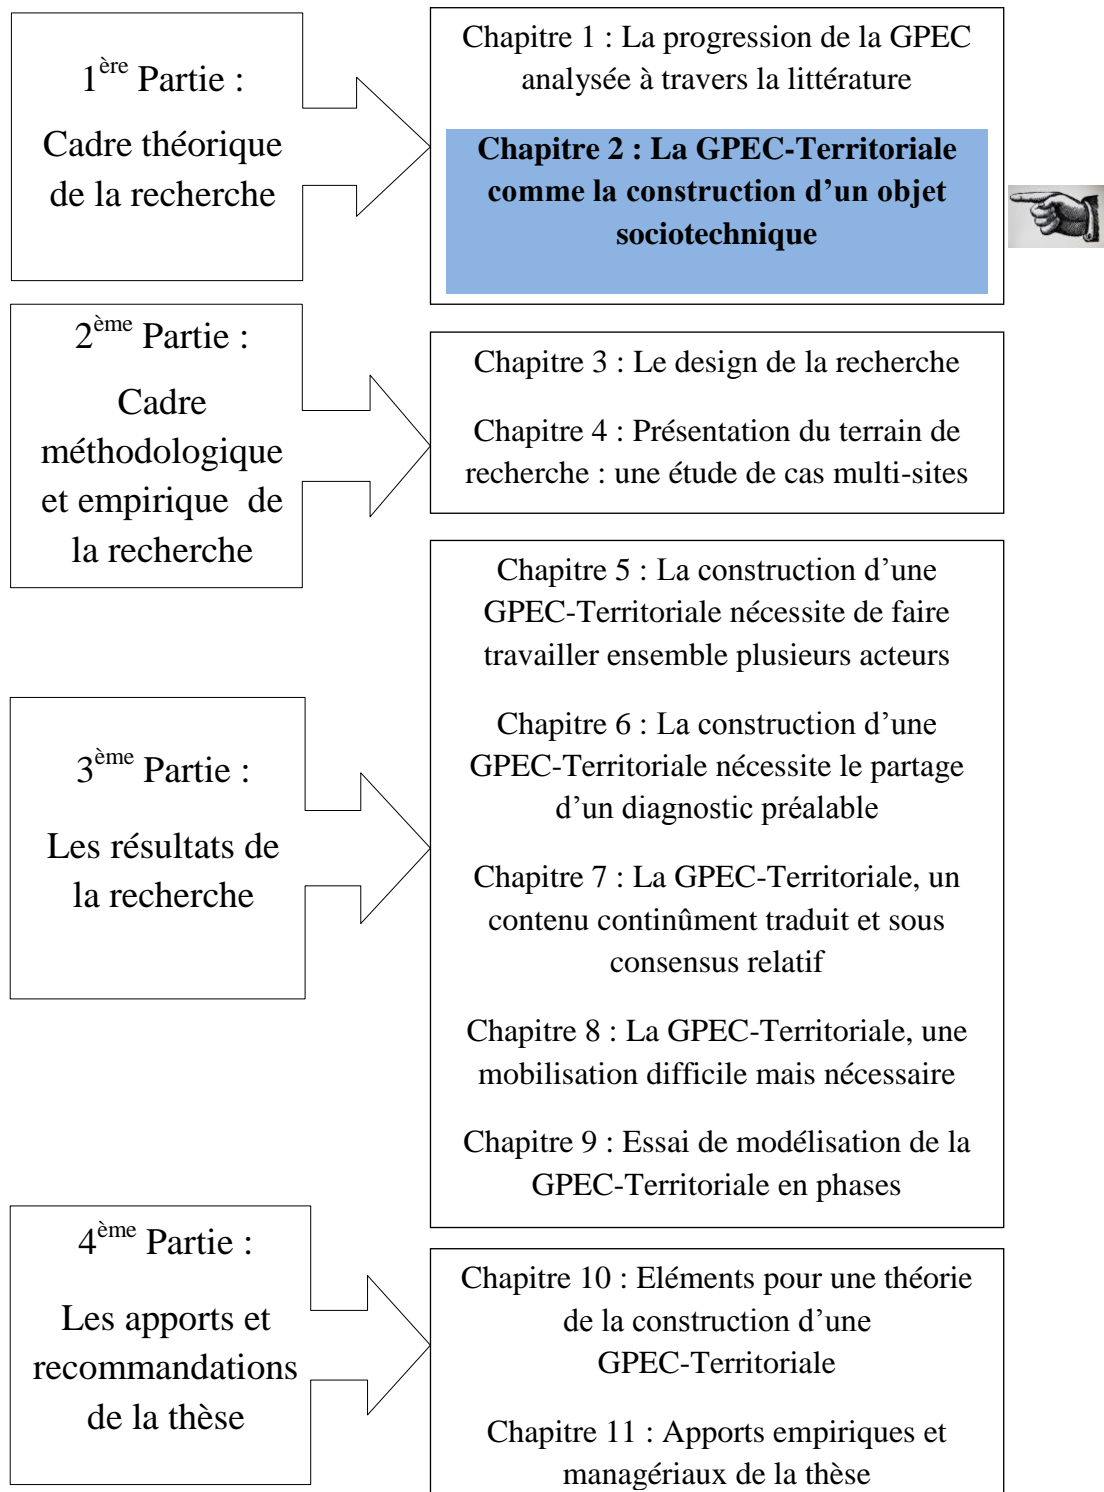 1ère Partie :
Cadre théorique
de la recherche
Chapitre 1 : La progression de la GPEC
analysée à travers la littérature
Chapitre 2 : La GPEC-Territoriale
comme la construction d’un objet
sociotechnique
2ème Partie :
Cadre
méthodologique
et empirique de
la recherche
Chapitre 3 : Le design de la recherche
Chapitre 4 : Présentation du terrain de
recherche : une étude de cas multi-sites
3ème Partie :
Les résultats de
la recherche
Chapitre 5 : La construction d’une
GPEC-Territoriale nécessite de faire
travailler ensemble plusieurs acteurs
Chapitre 6 : La construction d’une
GPEC-Territoriale nécessite le partage
d’un diagnostic préalable
Chapitre 7 : La GPEC-Territoriale, un
contenu continûment traduit et sous
consensus relatif
Chapitre 8 : La GPEC-Territoriale, une
mobilisation difficile mais nécessaire
Chapitre 9 : Essai de modélisation de la
GPEC-Territoriale en phases
4ème Partie :
Les apports et
recommandations
de la thèse
Chapitre 10 : Eléments pour une théorie
de la construction d’une
GPEC-Territoriale
Chapitre 11 : Apports empiriques et
managériaux de la thèse